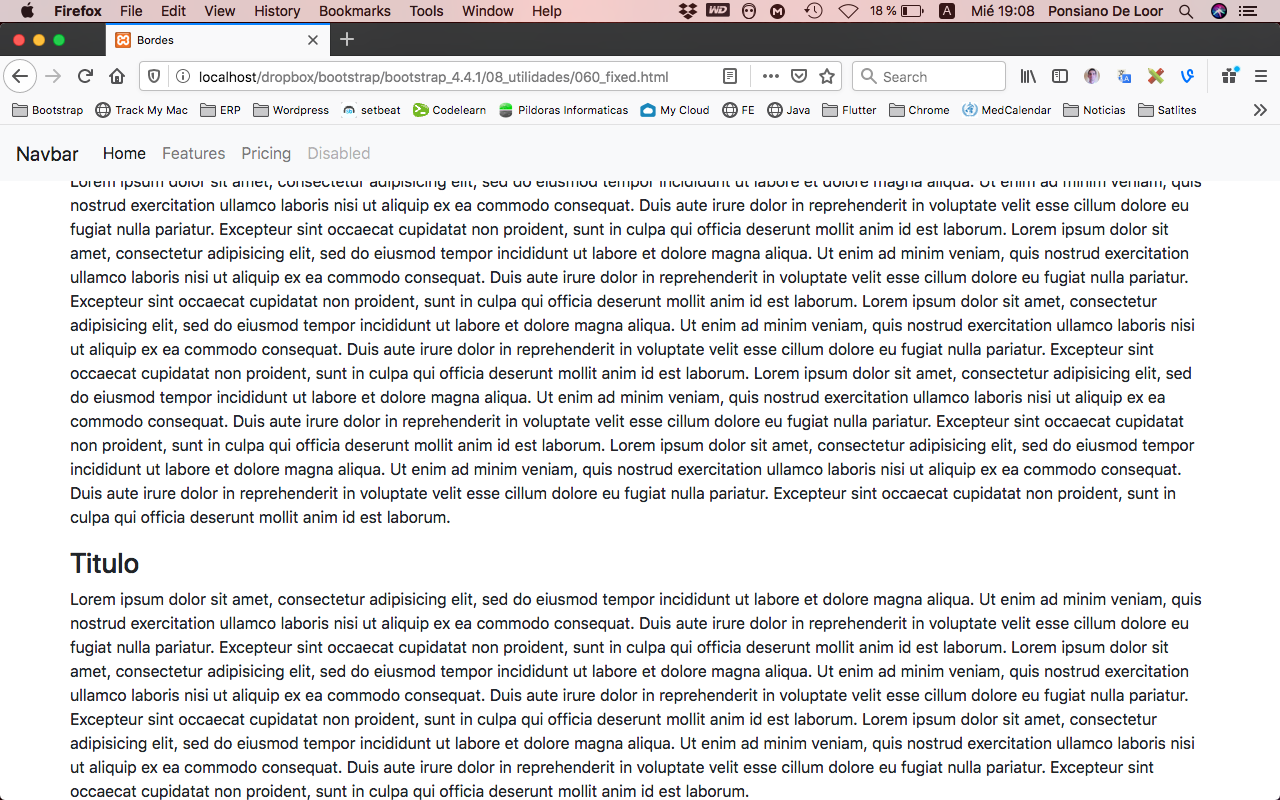 Firefox File Edit View History Bookmarks Tools Window Help WD 18 % A Mié 19:08 Ponsiano De Loor
Bordes
localhost/dropbox/bootstrap/bootstrap_4.4.1/08_utilidades/060_fixed.html Search
Bootstrap Track My Mac ERP Wordpress setbeat Codelearn Pildoras Informaticas My Cloud FE Java Flutter Chrome MedCalendar Noticias Satlites
Navbar Home Features Pricing Disabled
Lorem ipsum dolor sit amet, consectetur adipisicing elit, sed do eiusmod tempor incididunt ut labore et dolore magna aliqua. Ut enim ad minim veniam, quis
nostrud exercitation ullamco laboris nisi ut aliquip ex ea commodo consequat. Duis aute irure dolor in reprehenderit in voluptate velit esse cillum dolore eu
fugiat nulla pariatur. Excepteur sint occaecat cupidatat non proident, sunt in culpa qui officia deserunt mollit anim id est laborum. Lorem ipsum dolor sit
amet, consectetur adipisicing elit, sed do eiusmod tempor incididunt ut labore et dolore magna aliqua. Ut enim ad minim veniam, quis nostrud exercitation
ullamco laboris nisi ut aliquip ex ea commodo consequat. Duis aute irure dolor in reprehenderit in voluptate velit esse cillum dolore eu fugiat nulla pariatur.
Excepteur sint occaecat cupidatat non proident, sunt in culpa qui officia deserunt mollit anim id est laborum. Lorem ipsum dolor sit amet, consectetur
adipisicing elit, sed do eiusmod tempor incididunt ut labore et dolore magna aliqua. Ut enim ad minim veniam, quis nostrud exercitation ullamco laboris nisi
ut aliquip ex ea commodo consequat. Duis aute irure dolor in reprehenderit in voluptate velit esse cillum dolore eu fugiat nulla pariatur. Excepteur sint
occaecat cupidatat non proident, sunt in culpa qui officia deserunt mollit anim id est laborum. Lorem ipsum dolor sit amet, consectetur adipisicing elit, sed
do eiusmod tempor incididunt ut labore et dolore magna aliqua. Ut enim ad minim veniam, quis nostrud exercitation ullamco laboris nisi ut aliquip ex ea
commodo consequat. Duis aute irure dolor in reprehenderit in voluptate velit esse cillum dolore eu fugiat nulla pariatur. Excepteur sint occaecat cupidatat
non proident, sunt in culpa qui officia deserunt mollit anim id est laborum. Lorem ipsum dolor sit amet, consectetur adipisicing elit, sed do eiusmod tempor
incididunt ut labore et dolore magna aliqua. Ut enim ad minim veniam, quis nostrud exercitation ullamco laboris nisi ut aliquip ex ea commodo consequat.
Duis aute irure dolor in reprehenderit in voluptate velit esse cillum dolore eu fugiat nulla pariatur. Excepteur sint occaecat cupidatat non proident, sunt in
culpa qui officia deserunt mollit anim id est laborum.
Titulo
Lorem ipsum dolor sit amet, consectetur adipisicing elit, sed do eiusmod tempor incididunt ut labore et dolore magna aliqua. Ut enim ad minim veniam, quis
nostrud exercitation ullamco laboris nisi ut aliquip ex ea commodo consequat. Duis aute irure dolor in reprehenderit in voluptate velit esse cillum dolore eu
fugiat nulla pariatur. Excepteur sint occaecat cupidatat non proident, sunt in culpa qui officia deserunt mollit anim id est laborum. Lorem ipsum dolor sit
amet, consectetur adipisicing elit, sed do eiusmod tempor incididunt ut labore et dolore magna aliqua. Ut enim ad minim veniam, quis nostrud exercitation
ullamco laboris nisi ut aliquip ex ea commodo consequat. Duis aute irure dolor in reprehenderit in voluptate velit esse cillum dolore eu fugiat nulla pariatur.
Excepteur sint occaecat cupidatat non proident, sunt in culpa qui officia deserunt mollit anim id est laborum. Lorem ipsum dolor sit amet, consectetur
adipisicing elit, sed do eiusmod tempor incididunt ut labore et dolore magna aliqua. Ut enim ad minim veniam, quis nostrud exercitation ullamco laboris nisi
ut aliquip ex ea commodo consequat. Duis aute irure dolor in reprehenderit in voluptate velit esse cillum dolore eu fugiat nulla pariatur. Excepteur sint
occaecat cupidatat non proident, sunt in culpa qui officia deserunt mollit anim id est laborum.